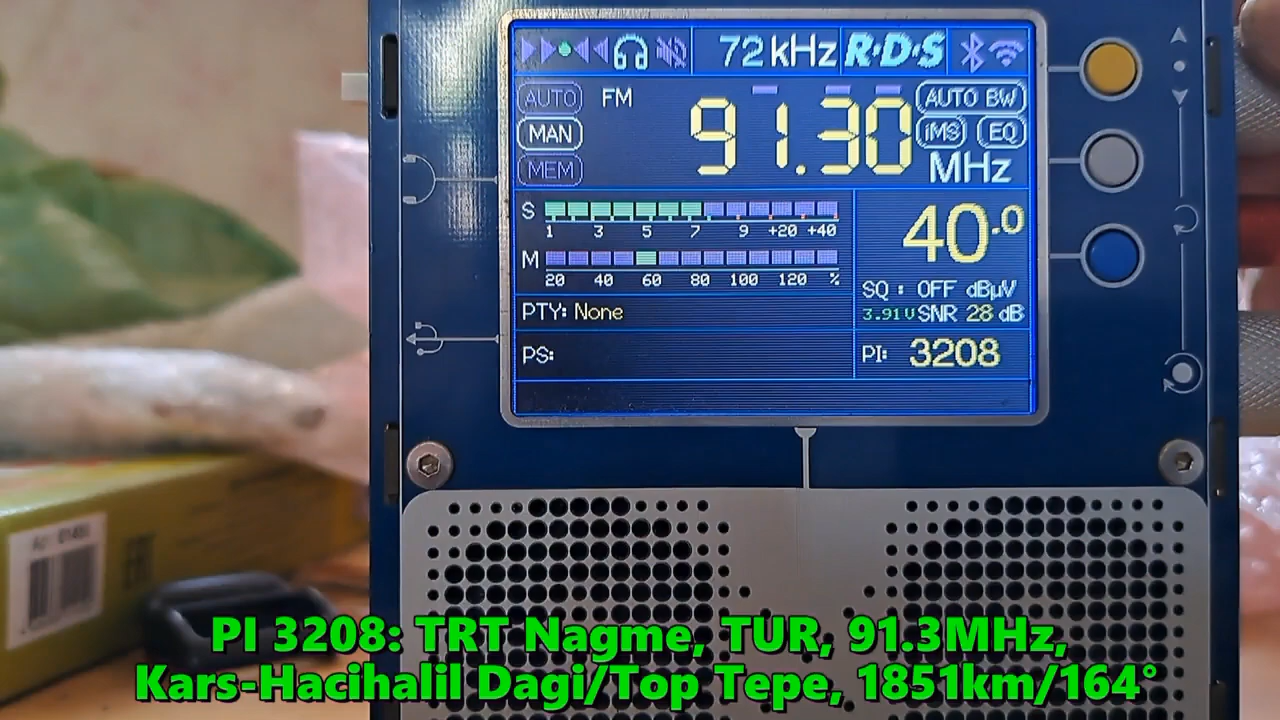 72 kHz R·D·S
AUTO FM 91.30 AUTO BW
MAN iMS EQ
MEM MHz
S
1 3 5 7 9 +20 +40
M
20 40 60 80 100 120 %
40.0
SQ : OFF dBµV
3.91V SNR 28 dB
PTY: None
PS:
PI: 3208
PI 3208: TRT Nagme, TUR, 91.3MHz,
Kars-Hacihalil Dagi/Top Tepe, 1851km/164°